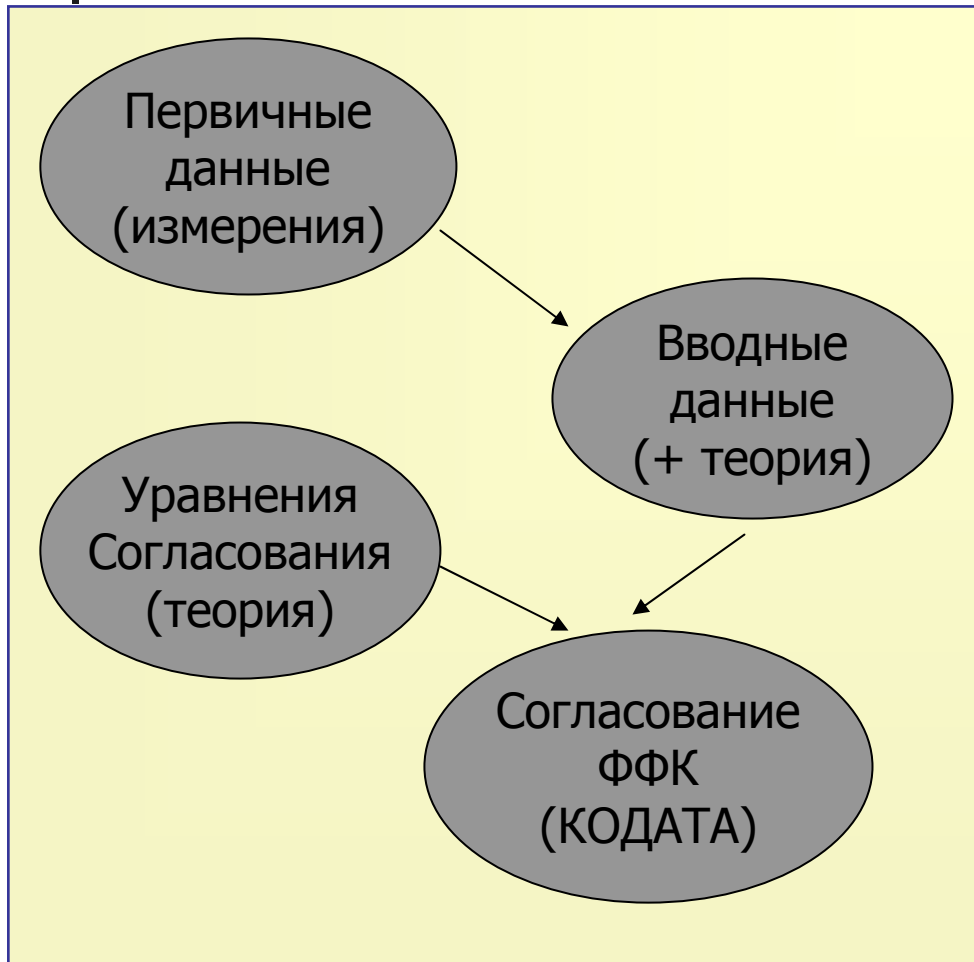 Первичные
данные
(измерения)
Вводные
данные
(+ теория)
Уравнения
Согласования
(теория)
Согласование
ФФК
(КОДАТА)